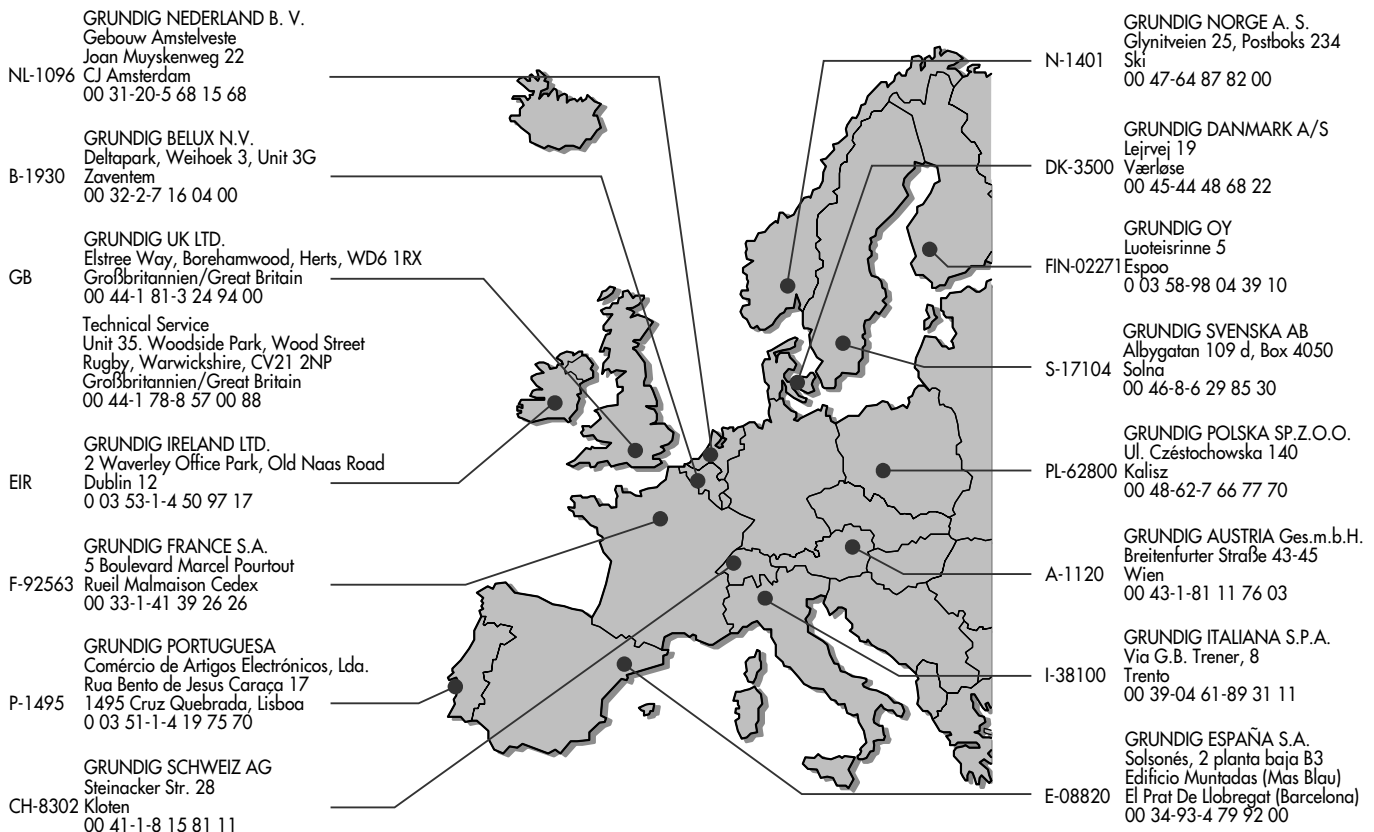 GRUNDIG NEDERLAND B. V.
Gebouw Amstelveste
Joan Muyskenweg 22
NL-1096 CJ Amsterdam
00 31-20-5 68 15 68
GRUNDIG BELUX N.V.
Deltapark, Weihoek 3, Unit 3G
B-1930 Zaventem
00 32-2-7 16 04 00
GRUNDIG UK LTD.
Elstree Way, Borehamwood, Herts, WD6 1RX
GB Großbritannien/Great Britain
00 44-1 81-3 24 94 00
Technical Service
Unit 35. Woodside Park, Wood Street
Rugby, Warwickshire, CV21 2NP
Großbritannien/Great Britain
00 44-1 78-8 57 00 88
GRUNDIG IRELAND LTD.
2 Waverley Office Park, Old Naas Road
EIR Dublin 12
0 03 53-1-4 50 97 17
GRUNDIG FRANCE S.A.
5 Boulevard Marcel Pourtout
F-92563 Rueil Malmaison Cedex
00 33-1-41 39 26 26
GRUNDIG PORTUGUESA
Comércio de Artigos Electrónicos, Lda.
Rua Bento de Jesus Caraça 17
P-1495 1495 Cruz Quebrada, Lisboa
0 03 51-1-4 19 75 70
GRUNDIG SCHWEIZ AG
Steinacker Str. 28
CH-8302 Kloten
00 41-1-8 15 81 11
GRUNDIG NORGE A. S.
Glynitveien 25, Postboks 234
N-1401 Ski
00 47-64 87 82 00
GRUNDIG DANMARK A/S
Lejrvej 19
DK-3500 Værløse
00 45-44 48 68 22
GRUNDIG OY
Luoteisrinne 5
FIN-02271 Espoo
0 03 58-98 04 39 10
GRUNDIG SVENSKA AB
Albygatan 109 d, Box 4050
S-17104 Solna
00 46-8-6 29 85 30
GRUNDIG POLSKA SP.Z.O.O.
Ul. Czéstochowska 140
PL-62800 Kalisz
00 48-62-7 66 77 70
GRUNDIG AUSTRIA Ges.m.b.H.
Breitenfurter Straße 43-45
A-1120 Wien
00 43-1-81 11 76 03
GRUNDIG ITALIANA S.P.A.
Via G.B. Trener, 8
I-38100 Trento
00 39-04 61-89 31 11
GRUNDIG ESPAÑA S.A.
Solsonés, 2 planta baja B3
Edificio Muntadas (Mas Blau)
E-08820 El Prat De Llobregat (Barcelona)
00 34-93-4 79 92 00